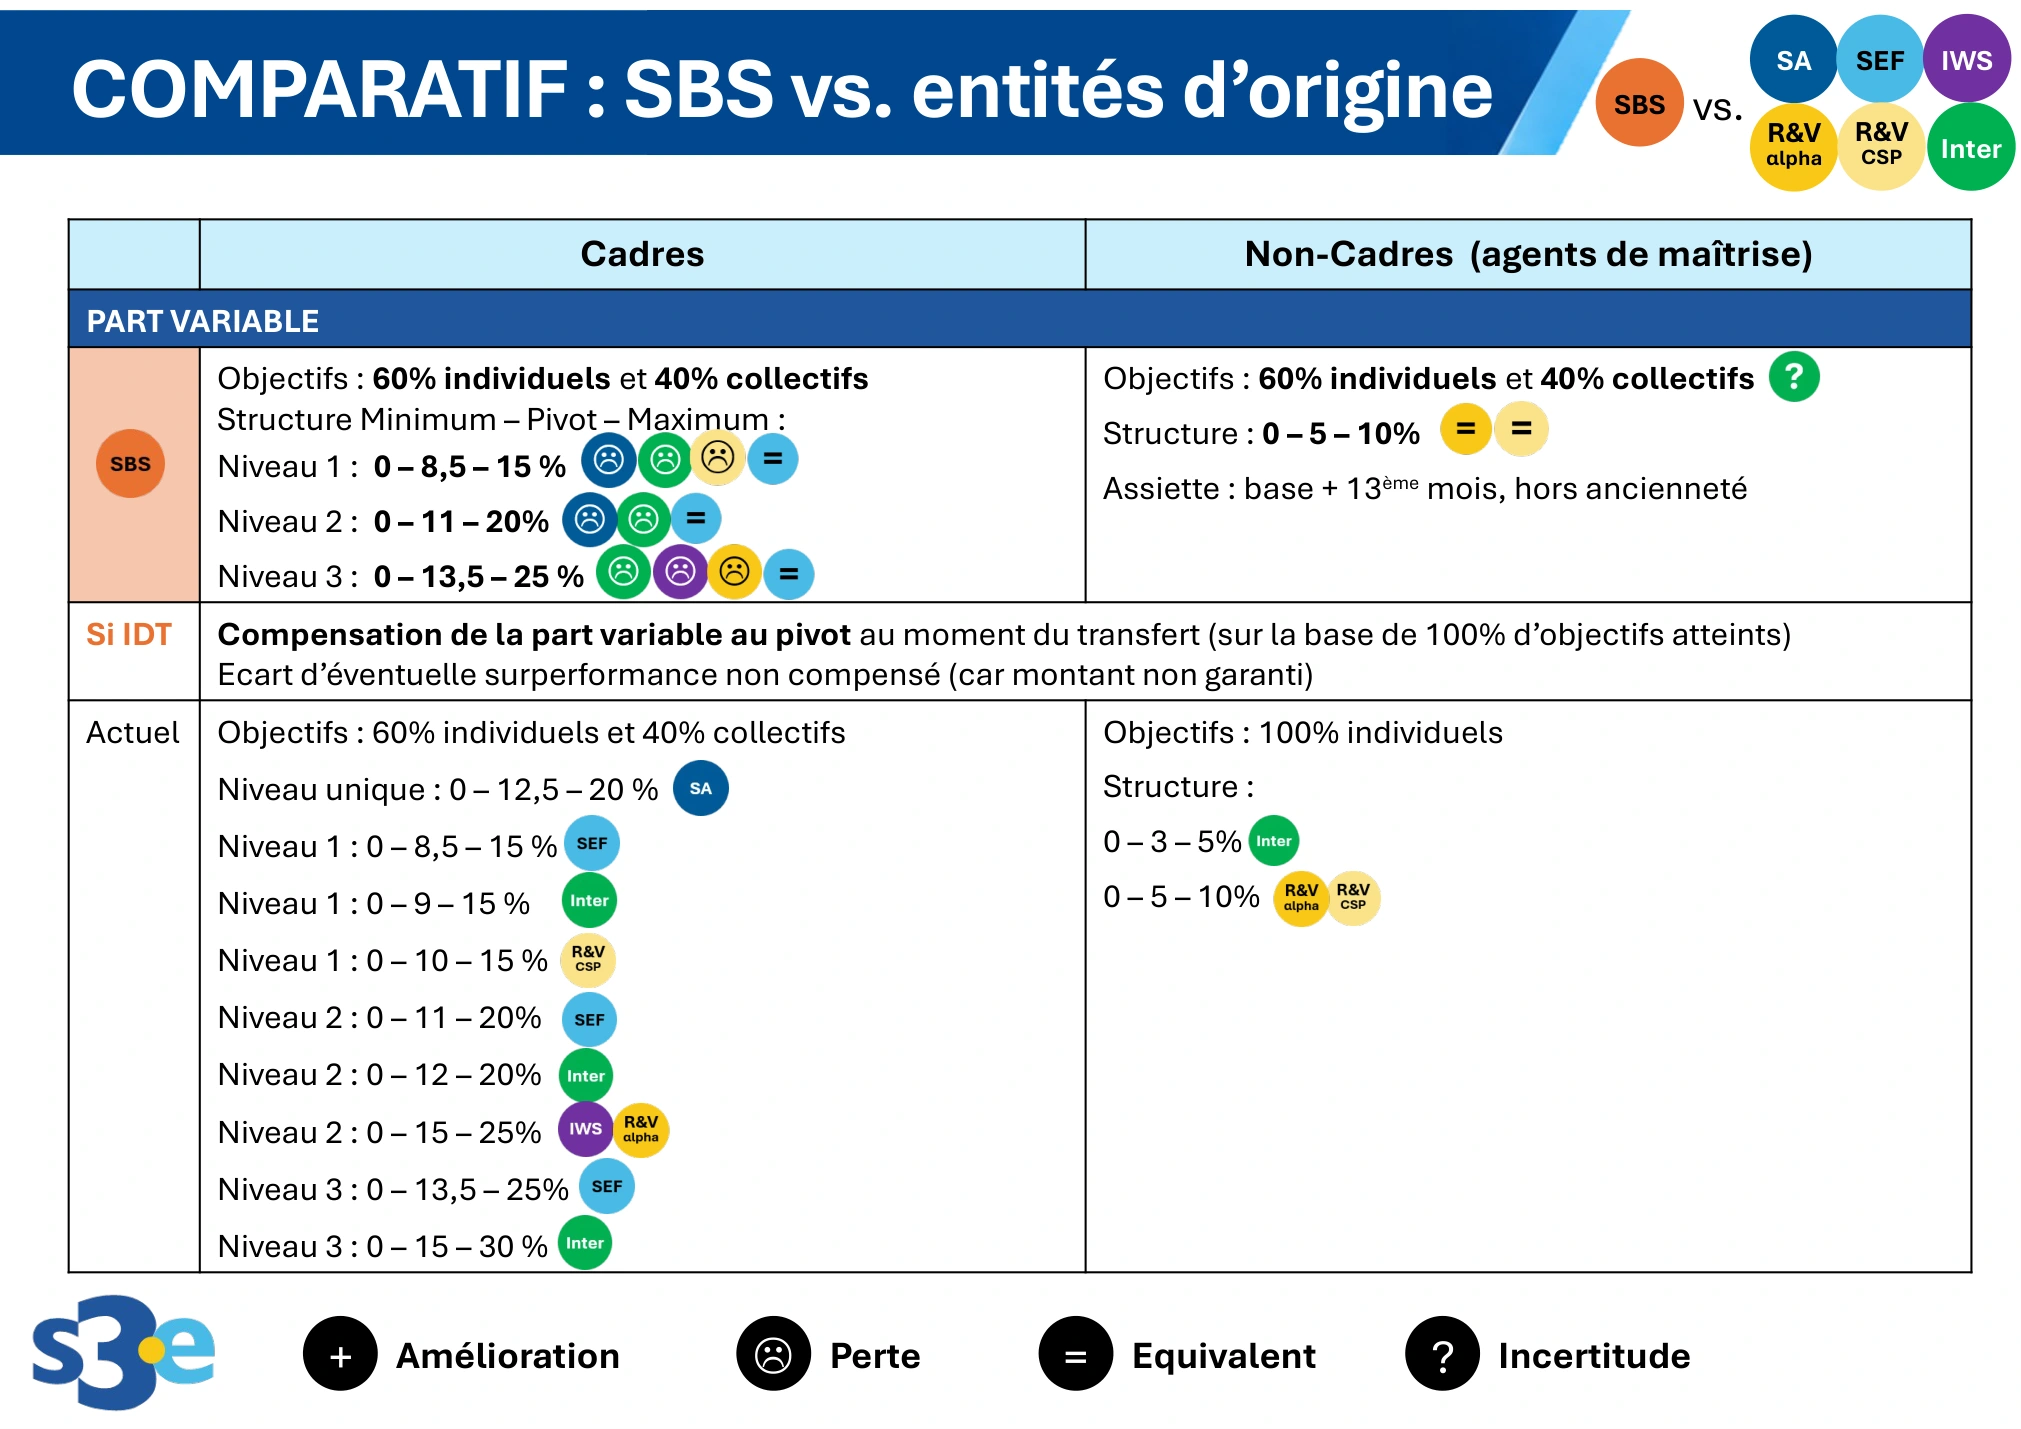 COMPARATIF : SBS vs. entités d’origine
SBS vs. SA SEF IWS
R&V alpha R&V CSP Inter
Cadres
Non-Cadres (agents de maîtrise)
PART VARIABLE
SBS
Objectifs : 60% individuels et 40% collectifs
Structure Minimum – Pivot – Maximum :
Niveau 1 : 0 – 8,5 – 15 % =
Niveau 2 : 0 – 11 – 20% =
Niveau 3 : 0 – 13,5 – 25 % =
Objectifs : 60% individuels et 40% collectifs ?
Structure : 0 – 5 – 10% = =
Assiette : base + 13ème mois, hors ancienneté
Si IDT
Compensation de la part variable au pivot au moment du transfert (sur la base de 100% d’objectifs atteints)
Ecart d’éventuelle surperformance non compensé (car montant non garanti)
Actuel
Objectifs : 60% individuels et 40% collectifs
Niveau unique : 0 – 12,5 – 20 % SA
Niveau 1 : 0 – 8,5 – 15 % SEF
Niveau 1 : 0 – 9 – 15 % Inter
Niveau 1 : 0 – 10 – 15 % R&V CSP
Niveau 2 : 0 – 11 – 20% SEF
Niveau 2 : 0 – 12 – 20% Inter
Niveau 2 : 0 – 15 – 25% IWS R&V alpha
Niveau 3 : 0 – 13,5 – 25% SEF
Niveau 3 : 0 – 15 – 30 % Inter
Objectifs : 100% individuels
Structure :
0 – 3 – 5% Inter
0 – 5 – 10% R&V alpha R&V CSP
s3e
+ Amélioration
Perte
= Equivalent
? Incertitude